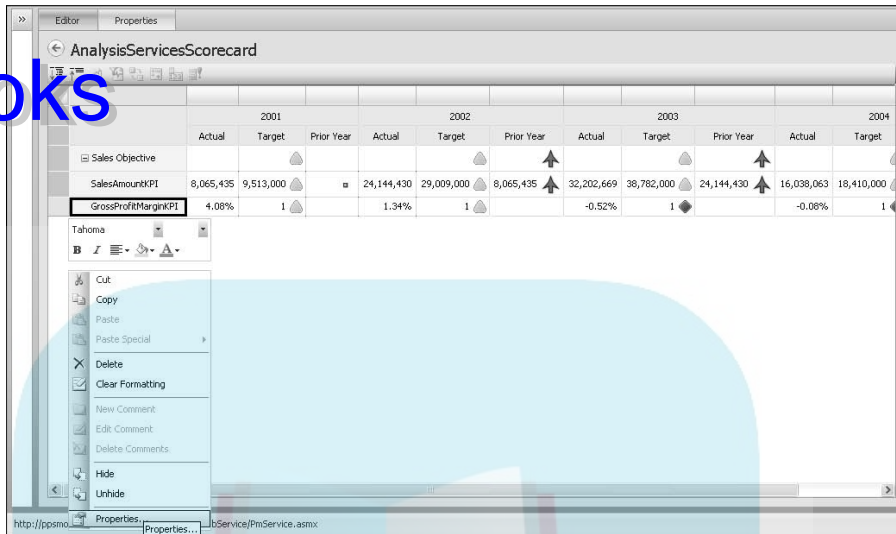 »
Editor Properties
AnalysisServicesScorecard
oks
2001 2002 2003 2004
Actual Target Prior Year Actual Target Prior Year Actual Target Prior Year Actual Target
Sales Objective
SalesAmountKPI 8,065,435 9,513,000 24,144,430 29,009,000 8,065,435 32,202,669 38,782,000 24,144,430 16,038,063 18,410,000
GrossProfitMarginKPI 4.08% 1 1.34% 1 -0.52% 1 -0.08% 1
Tahoma
B I A
Cut
Copy
Paste
Paste Special
Delete
Clear Formatting
New Comment
Edit Comment
Delete Comments
Hide
Unhide
Properties...
http://ppsmo bService/PmService.asmx
Properties...